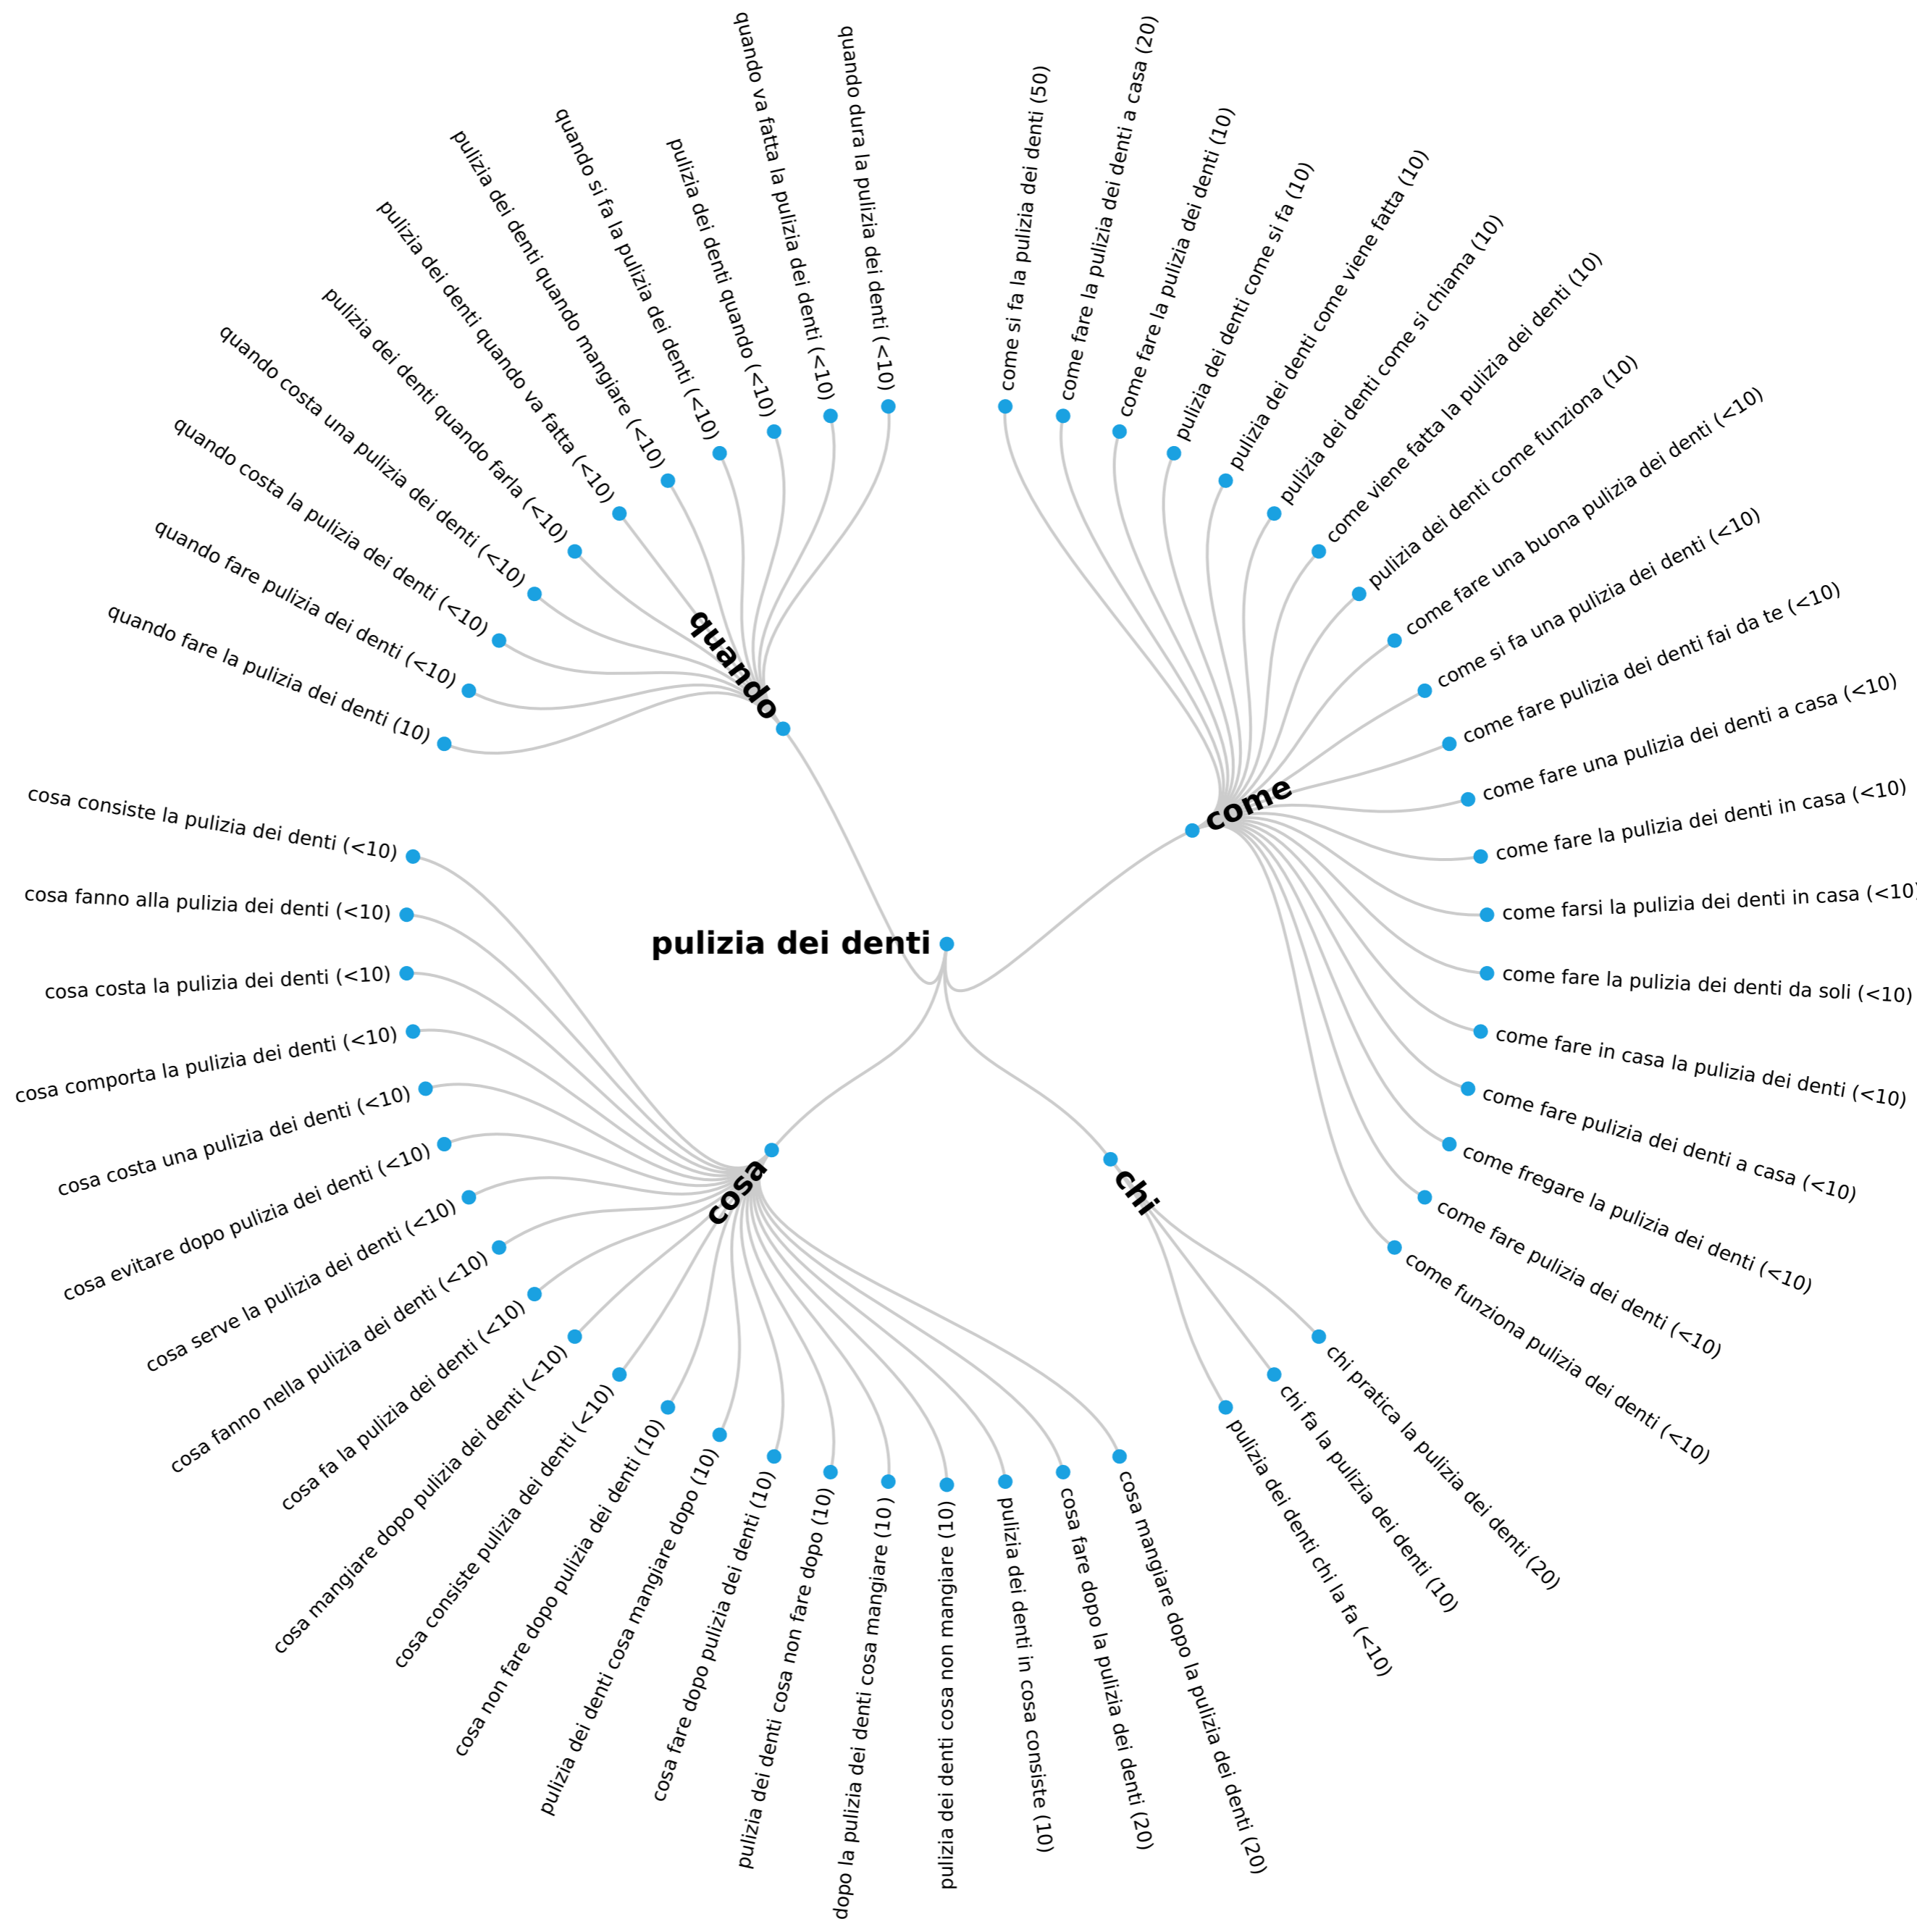 pulizia dei denti
come
come si fa la pulizia dei denti (50)
come fare la pulizia dei denti a casa (20)
come fare la pulizia dei denti (10)
pulizia dei denti come si fa (10)
pulizia dei denti come viene fatta (10)
pulizia dei denti come si chiama (10)
come viene fatta la pulizia dei denti (10)
pulizia dei denti come funziona (10)
come fare una buona pulizia dei denti (<10)
come si fa una pulizia dei denti (<10)
come fare pulizia dei denti fai da te (<10)
come fare una pulizia dei denti a casa (<10)
come fare la pulizia dei denti in casa (<10)
come farsi la pulizia dei denti in casa (<10)
come fare la pulizia dei denti da soli (<10)
come fare in casa la pulizia dei denti (<10)
come fare pulizia dei denti a casa (<10)
come fregare la pulizia dei denti (<10)
come fare pulizia dei denti (<10)
come funziona pulizia dei denti (<10)
chi
chi pratica la pulizia dei denti (20)
chi fa la pulizia dei denti (10)
pulizia dei denti chi la fa (<10)
cosa
cosa mangiare dopo la pulizia dei denti (20)
cosa fare dopo la pulizia dei denti (20)
pulizia dei denti in cosa consiste (10)
pulizia dei denti cosa non mangiare (10)
dopo la pulizia dei denti cosa mangiare (10)
pulizia dei denti cosa non fare dopo (10)
cosa fare dopo pulizia dei denti (10)
pulizia dei denti cosa mangiare dopo (10)
cosa non fare dopo pulizia dei denti (10)
cosa consiste pulizia dei denti (<10)
cosa mangiare dopo pulizia dei denti (<10)
cosa fa la pulizia dei denti (<10)
cosa fanno nella pulizia dei denti (<10)
cosa serve la pulizia dei denti (<10)
cosa evitare dopo pulizia dei denti (<10)
cosa costa una pulizia dei denti (<10)
cosa comporta la pulizia dei denti (<10)
cosa costa la pulizia dei denti (<10)
cosa fanno alla pulizia dei denti (<10)
cosa consiste la pulizia dei denti (<10)
quando
quando fare la pulizia dei denti (10)
quando fare pulizia dei denti (<10)
quando costa la pulizia dei denti (<10)
quando costa una pulizia dei denti (<10)
pulizia dei denti quando farla (<10)
pulizia dei denti quando va fatta (<10)
pulizia dei denti quando mangiare (<10)
quando si fa la pulizia dei denti (<10)
pulizia dei denti quando (<10)
quando va fatta la pulizia dei denti (<10)
quando dura la pulizia dei denti (<10)